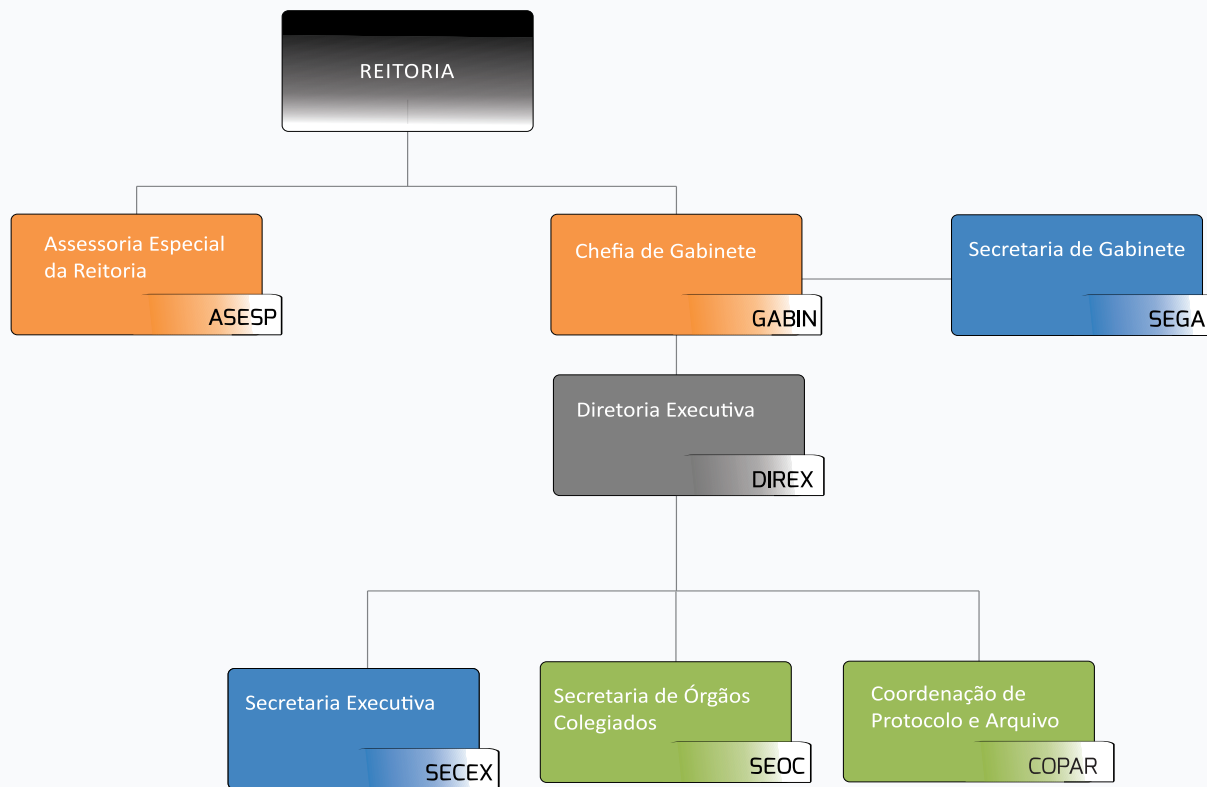 REITORIA
Assessoria Especial
da Reitoria
ASESP
Chefia de Gabinete
GABIN
Secretaria de Gabinete
SEGA
Diretoria Executiva
DIREX
Secretaria Executiva
SECEX
Secretaria de Órgãos
Colegiados
SEOC
Coordenação de
Protocolo e Arquivo
COPAR